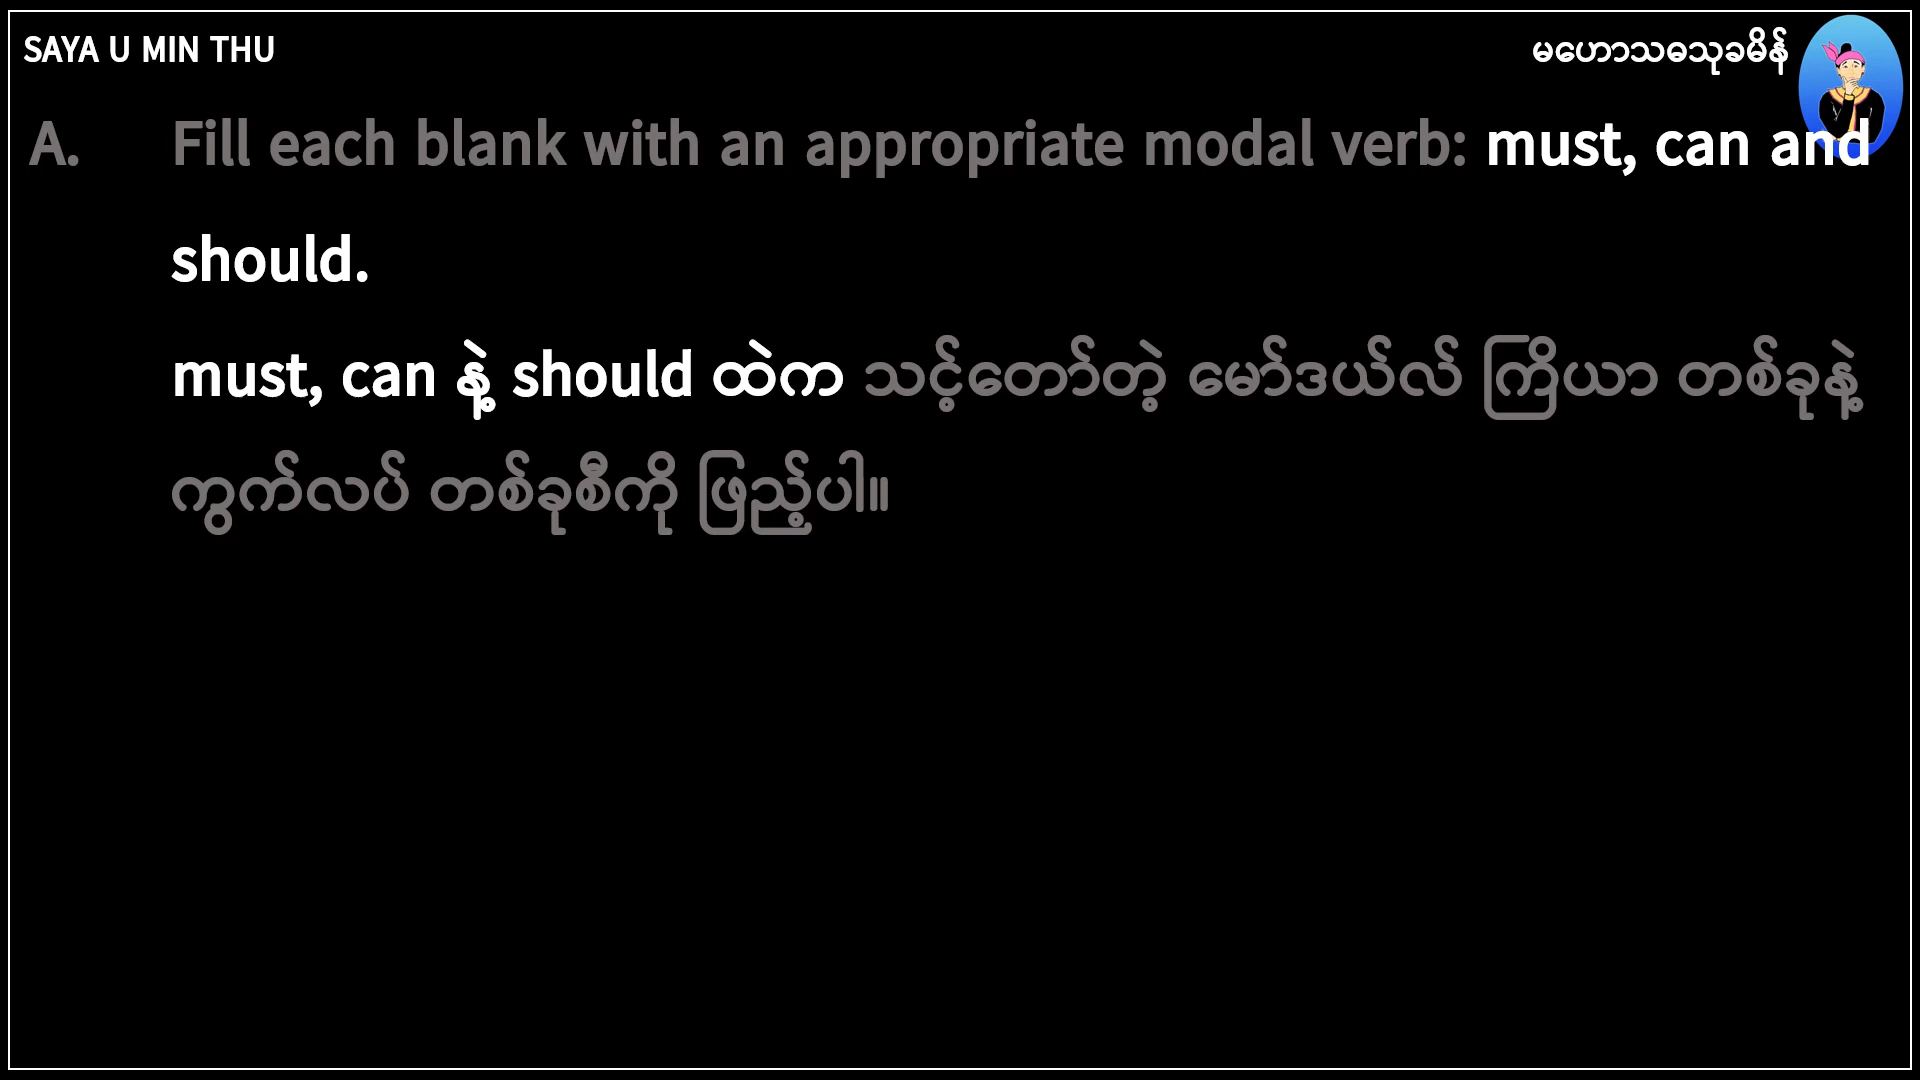 SAYA U MIN THU
မဟောသဓသုခမိန်
A. Fill each blank with an appropriate modal verb: must, can and
should.
must, can နဲ့ should ထဲက သင့်တော်တဲ့ မော်ဒယ်လ် ကြိယာ တစ်ခုနဲ့
ကွက်လပ် တစ်ခုစီကို ဖြည့်ပါ။